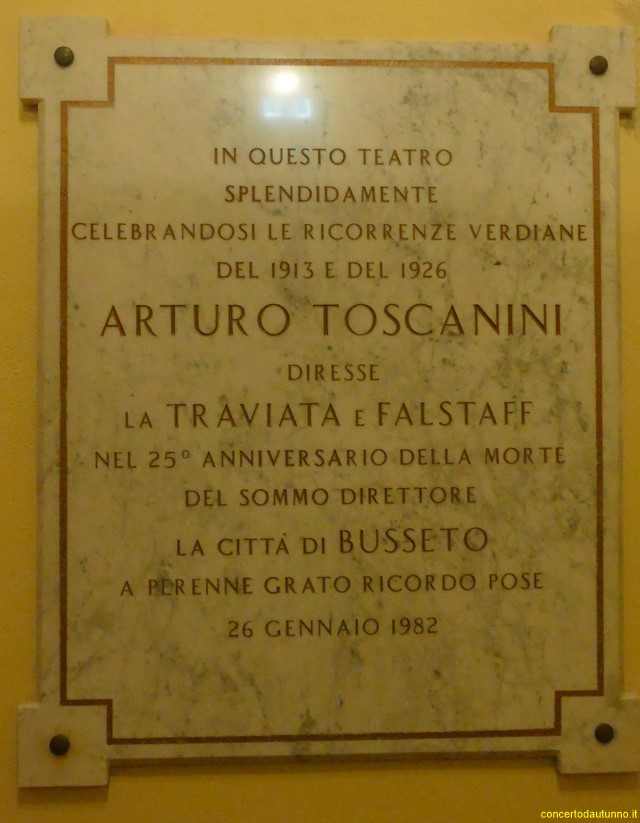 IN QUESTO TEATRO
SPLENDIDAMENTE
CELEBRANDOSI LE RICORRENZE VERDIANE
DEL 1913 E DEL 1926
ARTURO TOSCANINI
DIRESSE
LA TRAVIATA E FALSTAFF
NEL 25º ANNIVERSARIO DELLA MORTE
DEL SOMMO DIRETTORE
LA CITTÀ DI BUSSETO
A PERENNE GRATO RICORDO POSE
26 GENNAIO 1982
concertodautunno.it